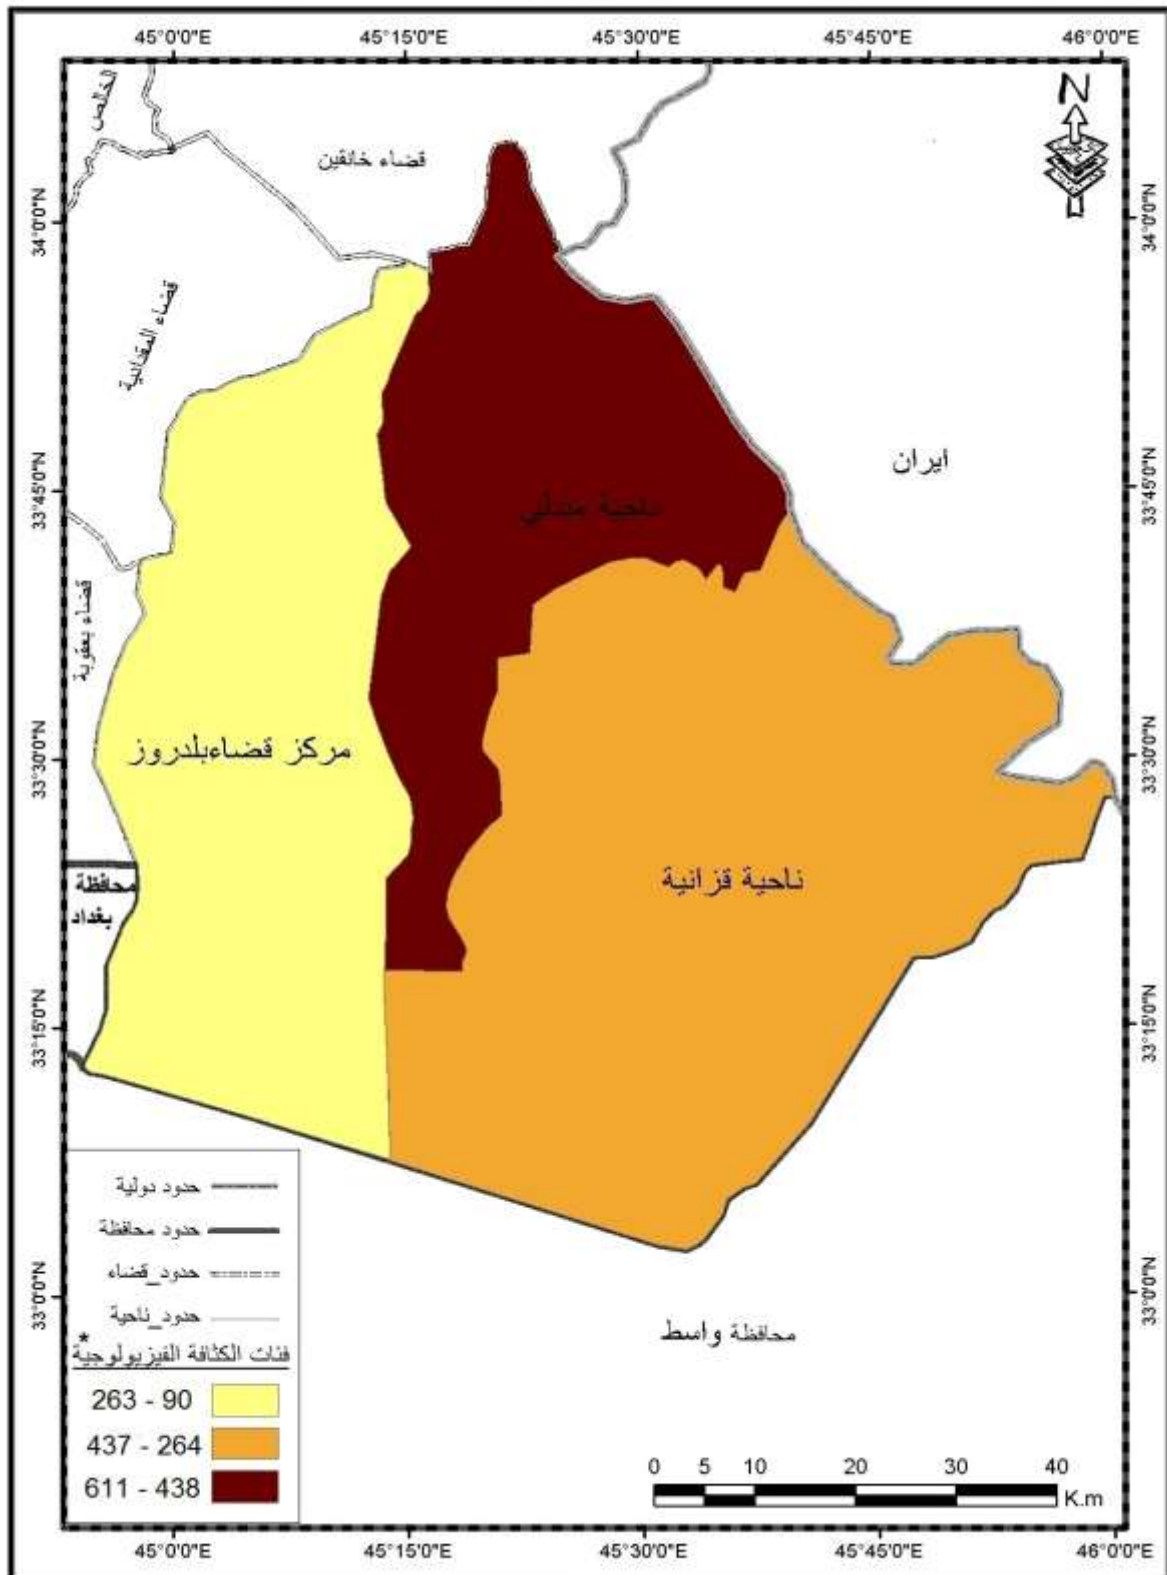 45°0'0"E 45°15'0"E 45°30'0"E 45°45'0"E 46°0'0"E
N
الخالص
قضاء خانقين
34°0'0"N
34°0'0"N
قضاء المقدادية
ايران
33°45'0"N
33°45'0"N
ناحية مندلي
قضاء بعقوبة
مركز قضاءبلدروز
33°30'0"N
33°30'0"N
ناحية قزانية
محافظة
بغداد
33°15'0"N
33°15'0"N
حدود دولية
حدود محافظة
حدود_قضاء
حدود_ناحية
33°0'0"N
33°0'0"N
محافظة واسط
فئات الكثافة الفيزيولوجية*
263 - 90
437 - 264
611 - 438
0 5 10 20 30 40
K.m
45°0'0"E 45°15'0"E 45°30'0"E 45°45'0"E 46°0'0"E